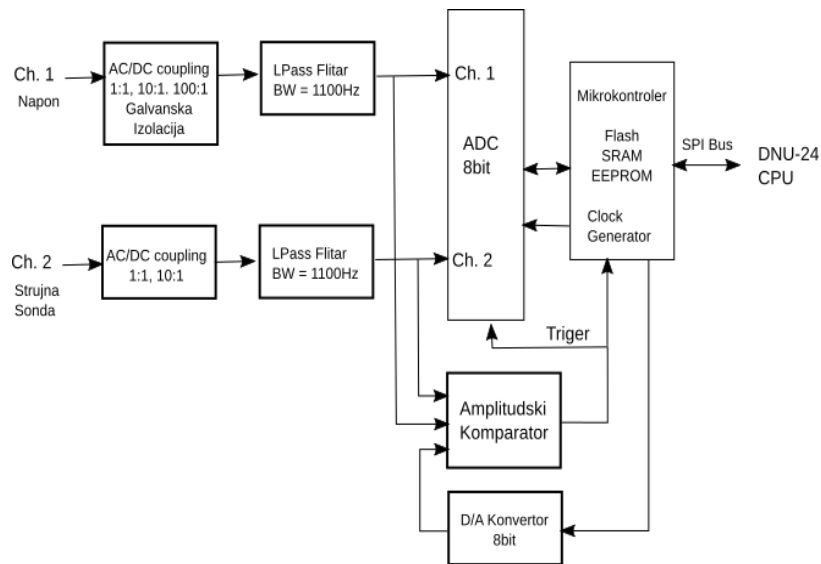 Ch. 1
Napon
AC/DC coupling
1:1, 10:1. 100:1
Galvanska
Izolacija
LPass Flitar
BW = 1100Hz
Ch. 1
ADC
8bit
Ch. 2
Mikrokontroler
Flash
SRAM
EEPROM
Clock
Generator
SPI Bus
DNU-24
CPU
Ch. 2
Strujna
Sonda
AC/DC coupling
1:1, 10:1
LPass Flitar
BW = 1100Hz
Triger
Amplitudski
Komparator
D/A Konvertor
8bit